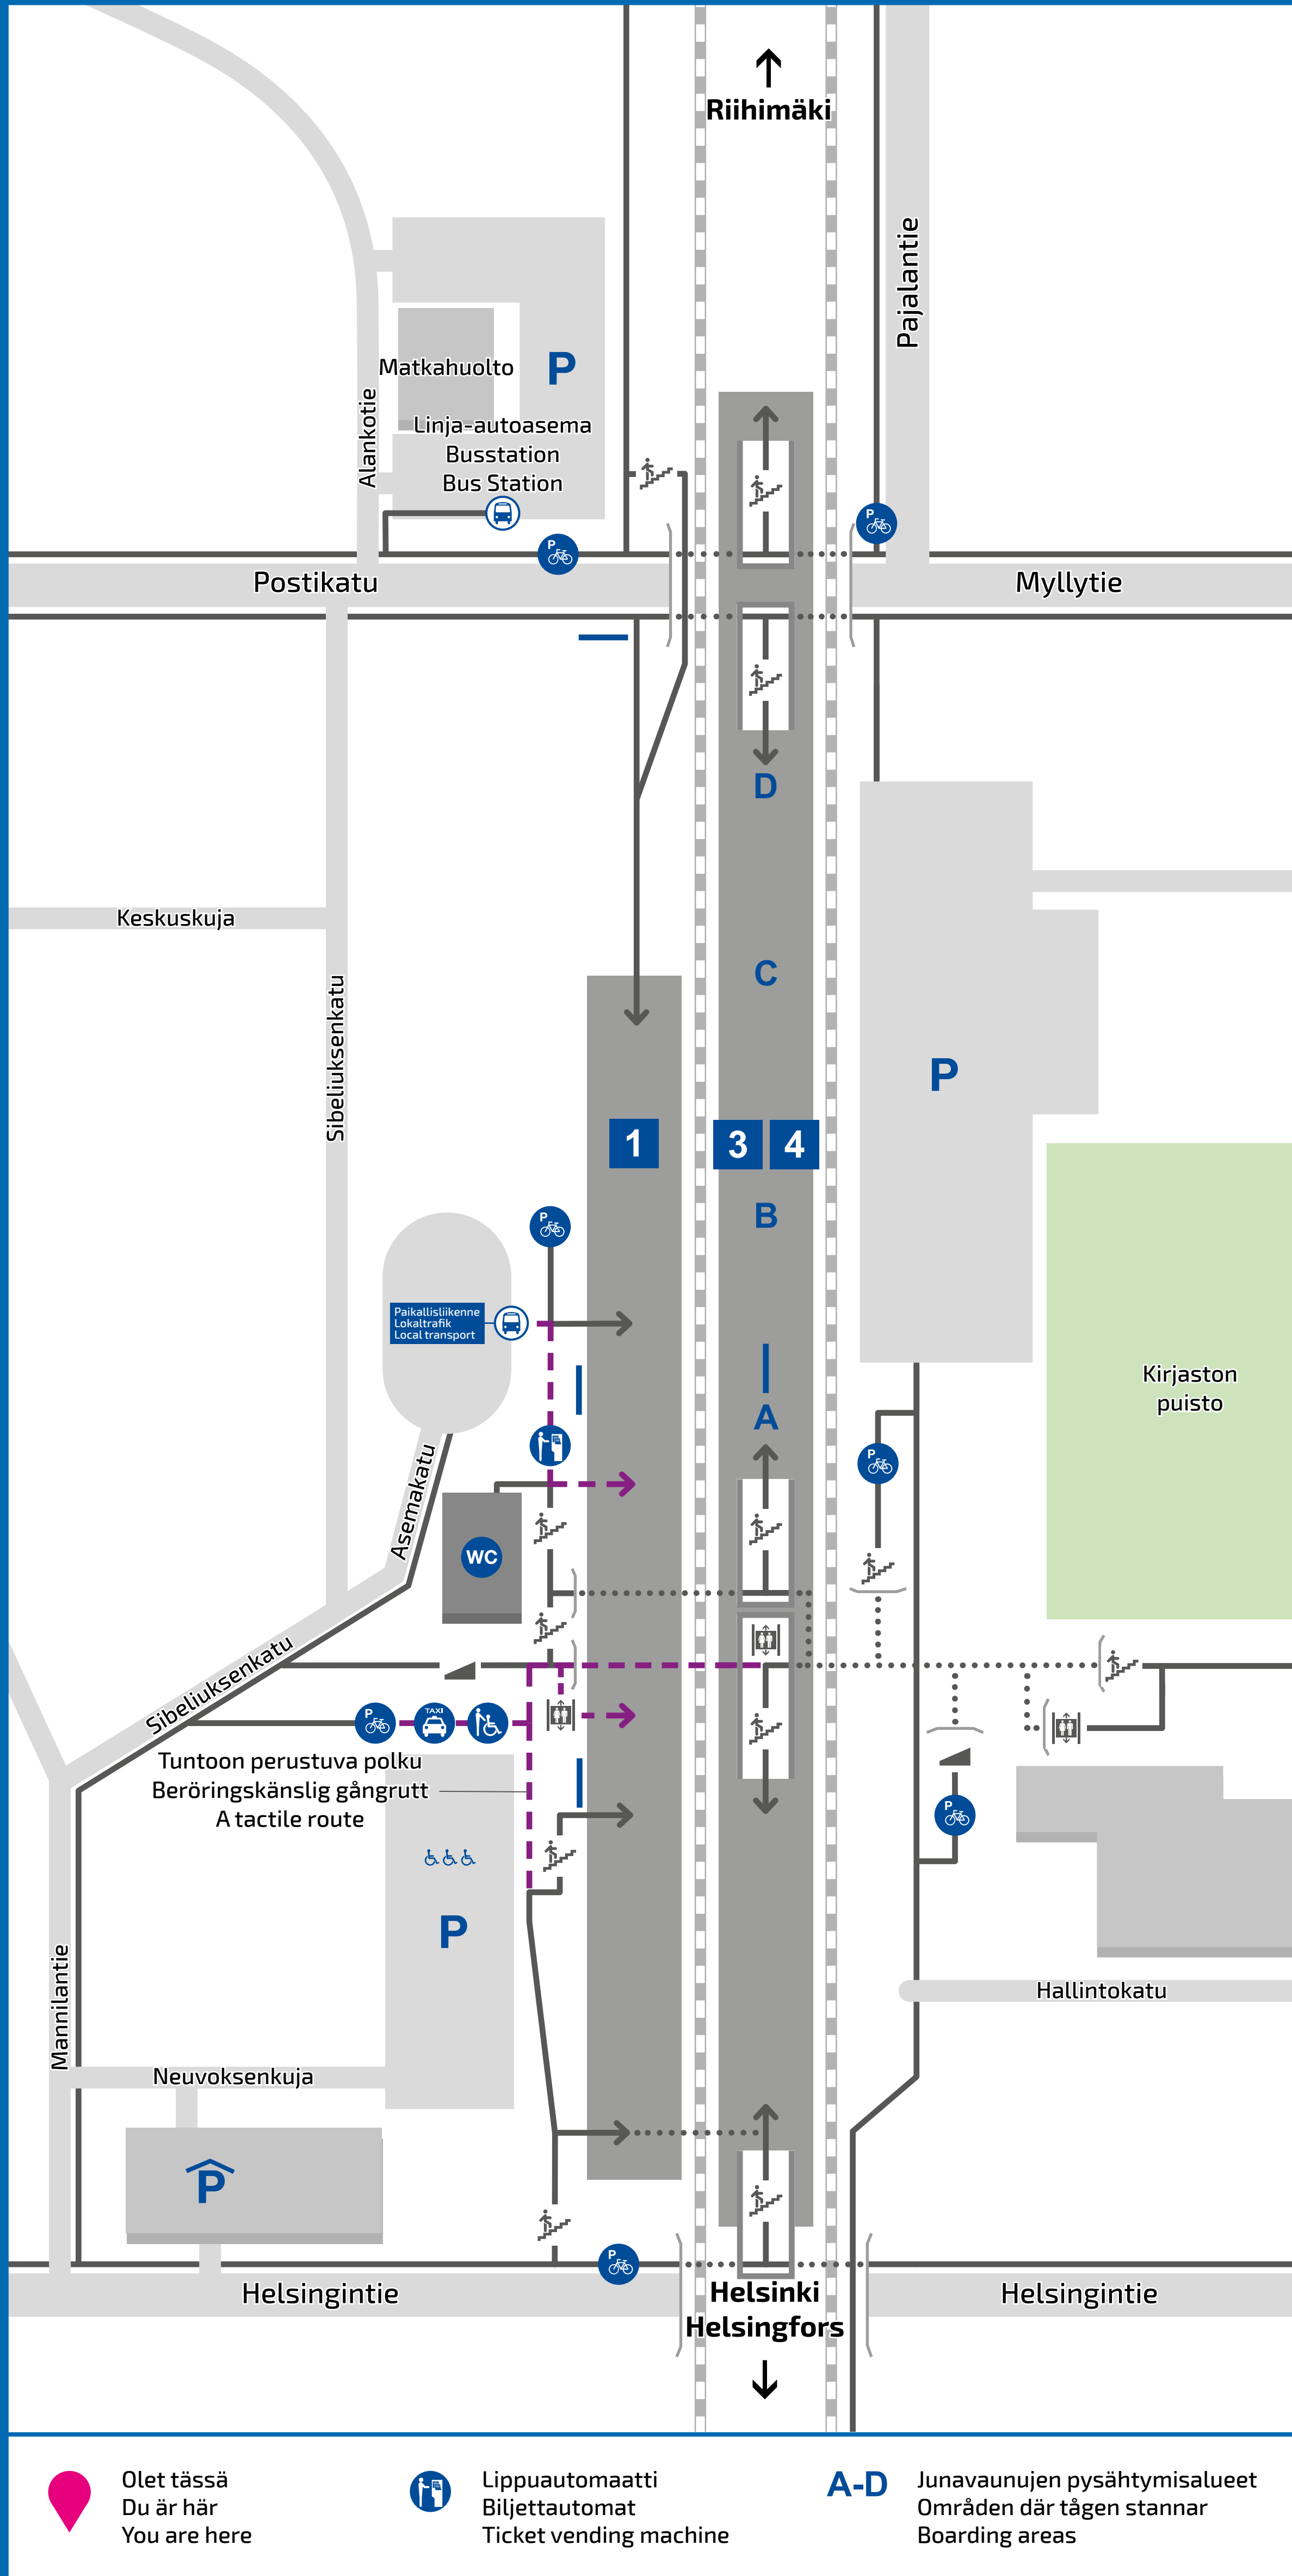 Riihimäki
Pajalantie
Matkahuolto
P
Alankotie
Linja-autoasema
Busstation
Bus Station
P
P
Postikatu
Myllytie
D
Keskuskuja
C
Sibeliuksenkatu
P
1
3
4
B
P
Paikallisliikenne
Lokaltrafik
Local transport
Kirjaston
puisto
A
Asemakatu
P
WC
Sibeliuksenkatu
P
TAXI
Tuntoon perustuva polku
Beröringskänslig gångrutt
A tactile route
P
P
Mannilantie
Hallintokatu
Neuvoksenkuja
P
P
Helsingintie
Helsinki
Helsingfors
Helsingintie
Olet tässä
Du är här
You are here
Lippuautomaatti
Biljettautomat
Ticket vending machine
A-D
Junavaunujen pysähtymisalueet
Områden där tågen stannar
Boarding areas